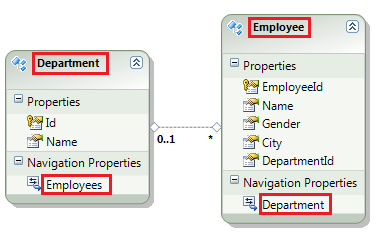 Department
Properties
Id
Name
Navigation Properties
Employees
0..1
*
Employee
Properties
EmployeeId
Name
Gender
City
DepartmentId
Navigation Properties
Department